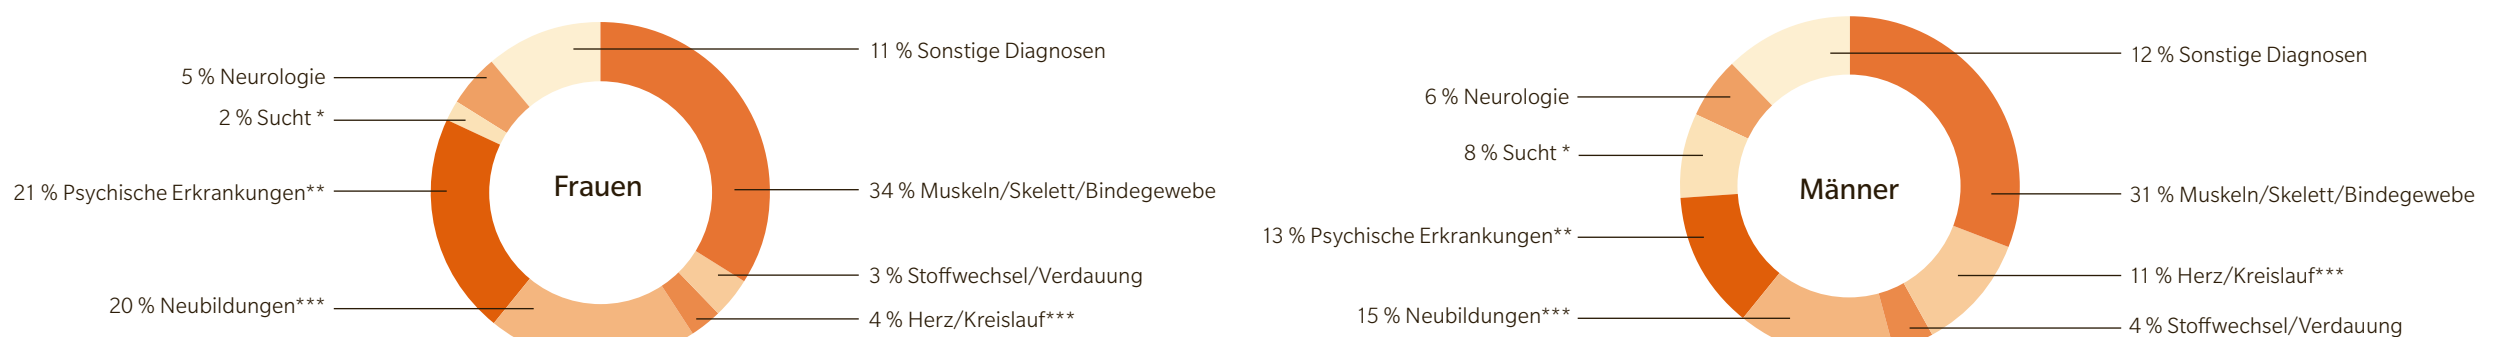 11 % Sonstige Diagnosen
5 % Neurologie
2 % Sucht *
Frauen
21 % Psychische Erkrankungen**
34 % Muskeln/Skelett/Bindegewebe
3 % Stoffwechsel/Verdauung
20 % Neubildungen***
4 % Herz/Kreislauf***
12 % Sonstige Diagnosen
6 % Neurologie
8 % Sucht *
Männer
31 % Muskeln/Skelett/Bindegewebe
13 % Psychische Erkrankungen**
11 % Herz/Kreislauf***
15 % Neubildungen***
4 % Stoffwechsel/Verdauung